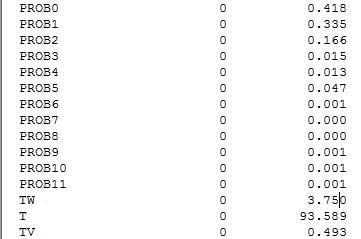 PROB0 0 0.418
PROB1 0 0.335
PROB2 0 0.166
PROB3 0 0.015
PROB4 0 0.013
PROB5 0 0.047
PROB6 0 0.001
PROB7 0 0.000
PROB8 0 0.000
PROB9 0 0.001
PROB10 0 0.001
PROB11 0 0.001
TW 0 3.750
T 0 93.589
TV 0 0.493